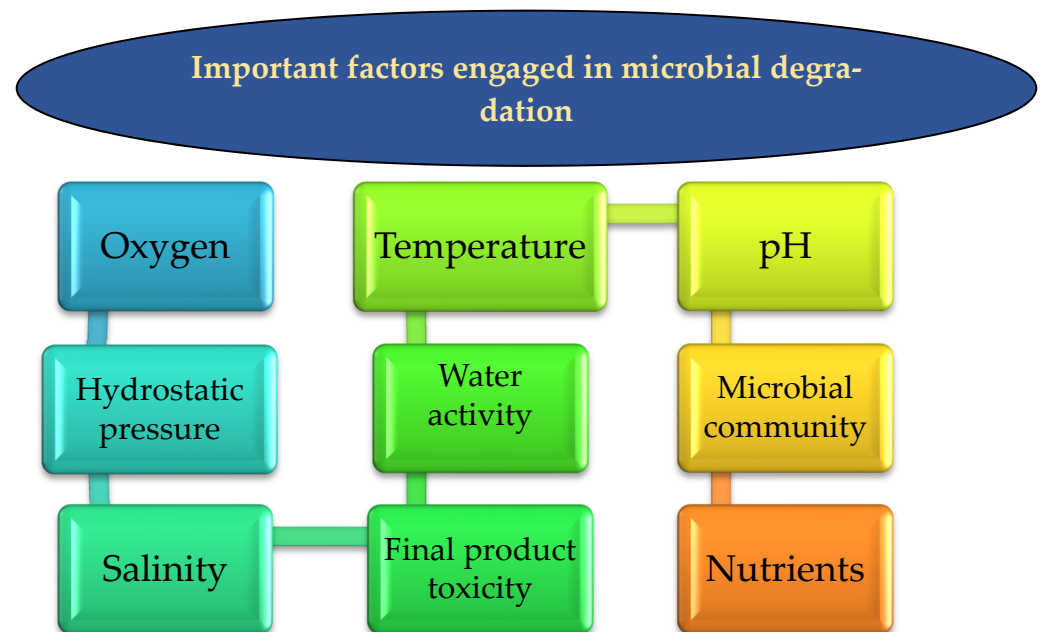 Important factors engaged in microbial degra-
dation
Oxygen
Temperature
pH
Hydrostatic
pressure
Water
activity
Microbial
community
Salinity
Final product
toxicity
Nutrients